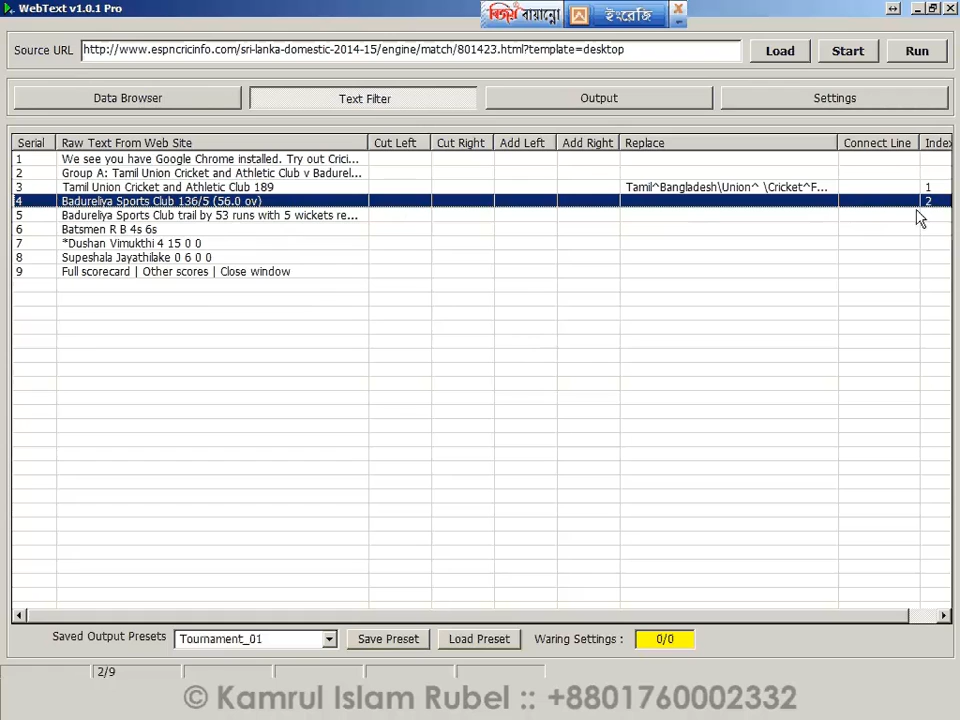 WebText v1.0.1 Pro
বিজয় বায়ান্নো ইংরেজি
Source URL http://www.espncricinfo.com/sri-lanka-domestic-2014-15/engine/match/801423.html?template=desktop Load Start Run
Data Browser Text Filter Output Settings
Serial Raw Text From Web Site Cut Left Cut Right Add Left Add Right Replace Connect Line Index
1 We see you have Google Chrome installed. Try out Crici...
2 Group A: Tamil Union Cricket and Athletic Club v Badurel...
3 Tamil Union Cricket and Athletic Club 189 Tamil^Bangladesh\Union^ \Cricket^F... 1
4 Badureliya Sports Club 136/5 (56.0 ov) 2
5 Badureliya Sports Club trail by 53 runs with 5 wickets re...
6 Batsmen R B 4s 6s
7 *Dushan Vimukthi 4 15 0 0
8 Supeshala Jayathilake 0 6 0 0
9 Full scorecard | Other scores | Close window
Saved Output Presets Tournament_01 Save Preset Load Preset Waring Settings : 0/0
2/9
© Kamrul Islam Rubel :: +8801760002332